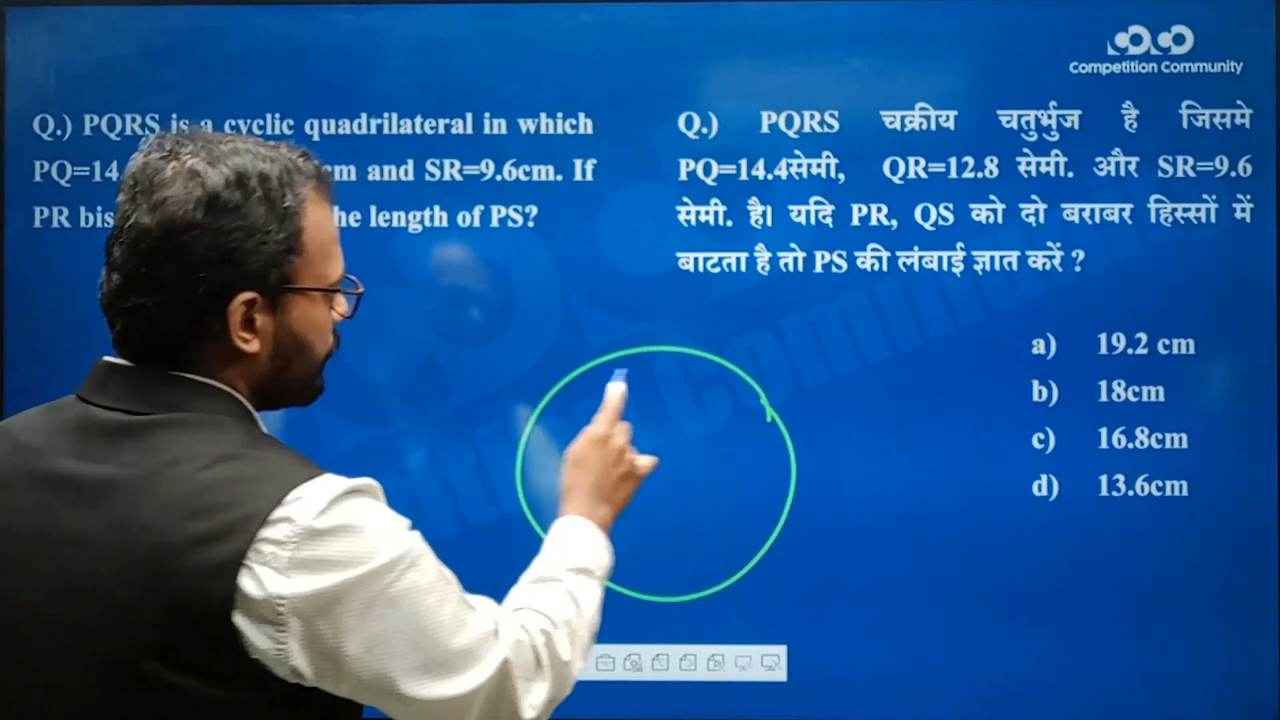 Competition Community
Q.) PQRS is a cyclic quadrilateral in which
PQ=14 cm and SR=9.6cm. If
PR bis he length of PS?
Q.) PQRS चक्रीय चतुर्भुज है जिसमे
PQ=14.4सेमी, QR=12.8 सेमी. और SR=9.6
सेमी. है। यदि PR, QS को दो बराबर हिस्सों में
बाटता है तो PS की लंबाई ज्ञात करें ?
a) 19.2 cm
b) 18cm
c) 16.8cm
d) 13.6cm